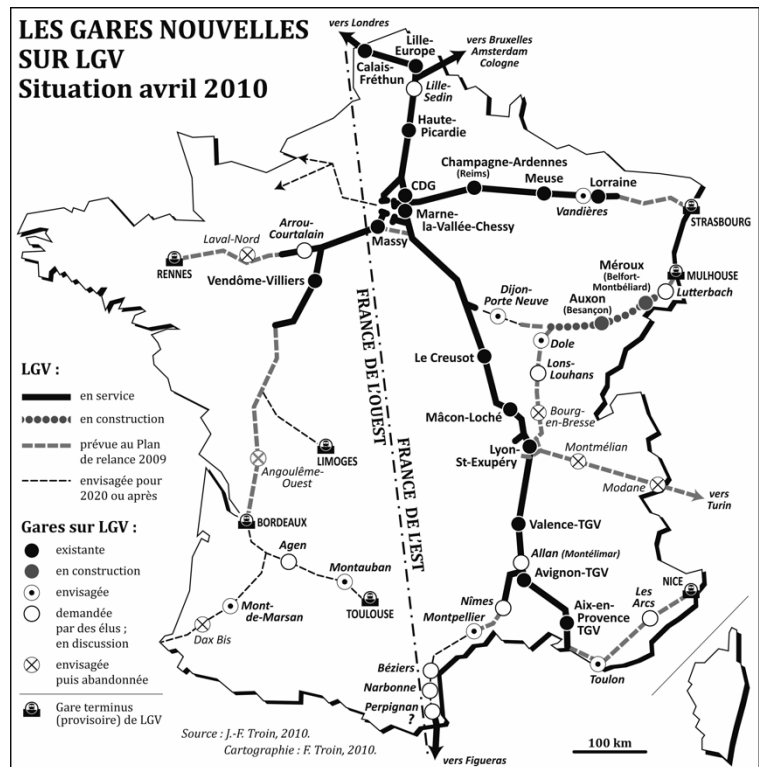 LES GARES NOUVELLES
SUR LGV
Situation avril 2010
vers Londres
Lille-
Europe
vers Bruxelles
Amsterdam
Cologne
Calais-
Fréthun
Lille-
Sedin
Haute-
Picardie
Champagne-Ardennes
(Reims)
Meuse
Lorraine
CDG
Vandières
STRASBOURG
Marne-
la-Vallée-Chessy
Massy
Arrou-
Courtalain
Laval-Nord
RENNES
Vendôme-Villiers
Méroux
(Belfort-
Montbéliard)
MULHOUSE
Lutterbach
Auxon
(Besançon)
Dijon-
Porte Neuve
Dole
FRANCE DE L'OUEST
FRANCE DE L'EST
Le Creusot
Lons-
Louhans
Mâcon-Loché
Bourg-
en-Bresse
Lyon-
St-Exupéry
Montmélian
Modane
vers
Turin
LGV :
en service
en construction
prévue au Plan
de relance 2009
envisagée pour
2020 ou après
LIMOGES
Angoulême-
Ouest
BORDEAUX
Valence-TGV
Gares sur LGV :
existante
en construction
envisagée
demandée
par des élus ;
en discussion
envisagée
puis abandonnée
Gare terminus
(provisoire) de LGV
Agen
Montauban
TOULOUSE
Mont-
de-Marsan
Dax Bis
Allan (Montélimar)
Avignon-TGV
Nîmes
Montpellier
Aix-en-
Provence
TGV
Les
Arcs
NICE
Toulon
Béziers
Narbonne
Perpignan
?
vers Figueras
100 km
Source : J.-F. Troin, 2010.
Cartographie : F. Troin, 2010.